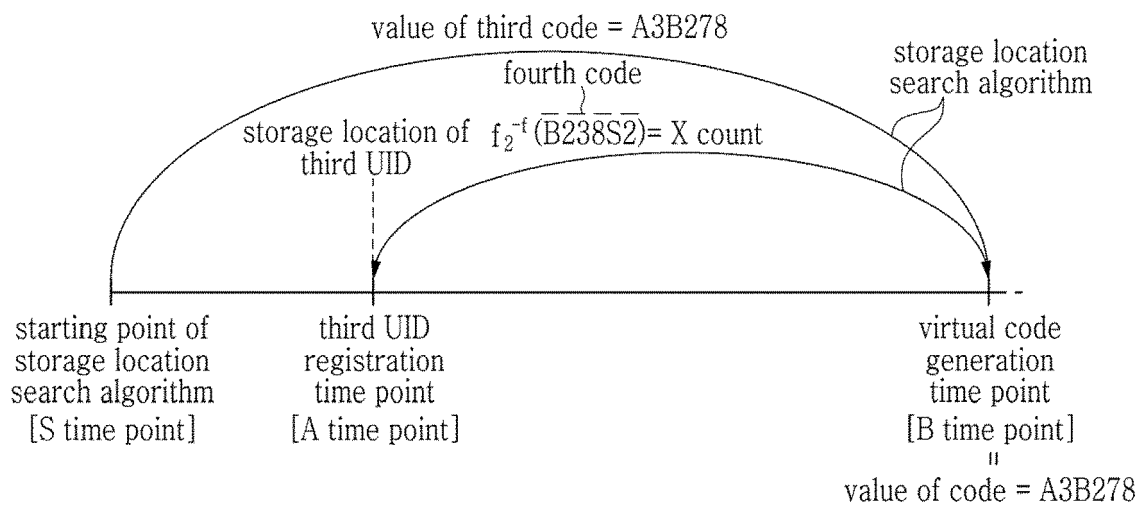 value of third code = A3B278
storage location
search algorithm
fourth code
storage location of
third UID
f₂⁻ᶠ(B238S2)= X count
starting point of
storage location
search algorithm
[S time point]
third UID
registration
time point
[A time point]
virtual code
generation
time point
[B time point]
=
value of code = A3B278